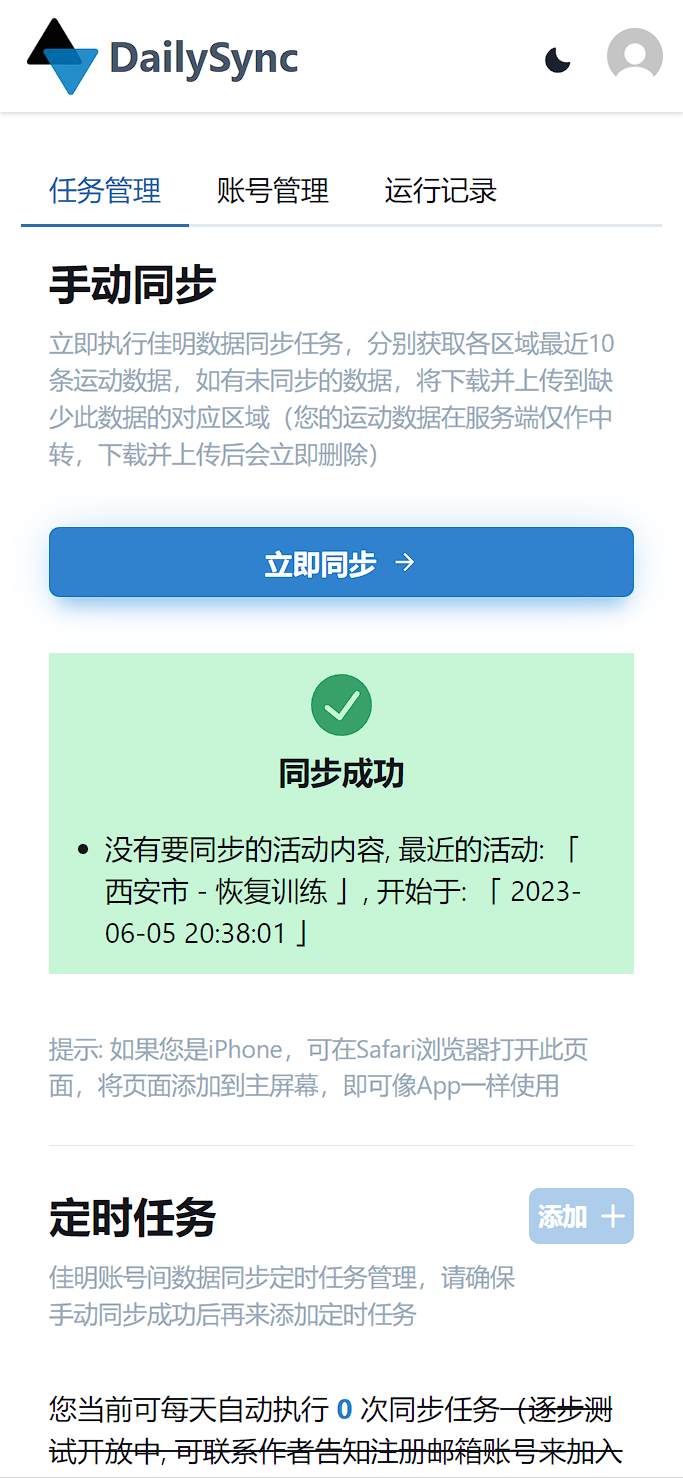 DailySync
任务管理 账号管理 运行记录
手动同步
立即执行佳明数据同步任务，分别获取各区域最近10
条运动数据，如有未同步的数据，将下载并上传到缺
少此数据的对应区域（您的运动数据在服务端仅作中
转，下载并上传后会立即删除）
立即同步 →
同步成功
• 没有要同步的活动内容, 最近的活动: 「
西安市 - 恢复训练 」, 开始于: 「 2023-
06-05 20:38:01 」
提示: 如果您是iPhone，可在Safari浏览器打开此页
面，将页面添加到主屏幕，即可像App一样使用
定时任务
添加 +
佳明账号间数据同步定时任务管理，请确保
手动同步成功后再来添加定时任务
您当前可每天自动执行 0 次同步任务（逐步测
试开放中, 可联系作者告知注册邮箱账号来加入